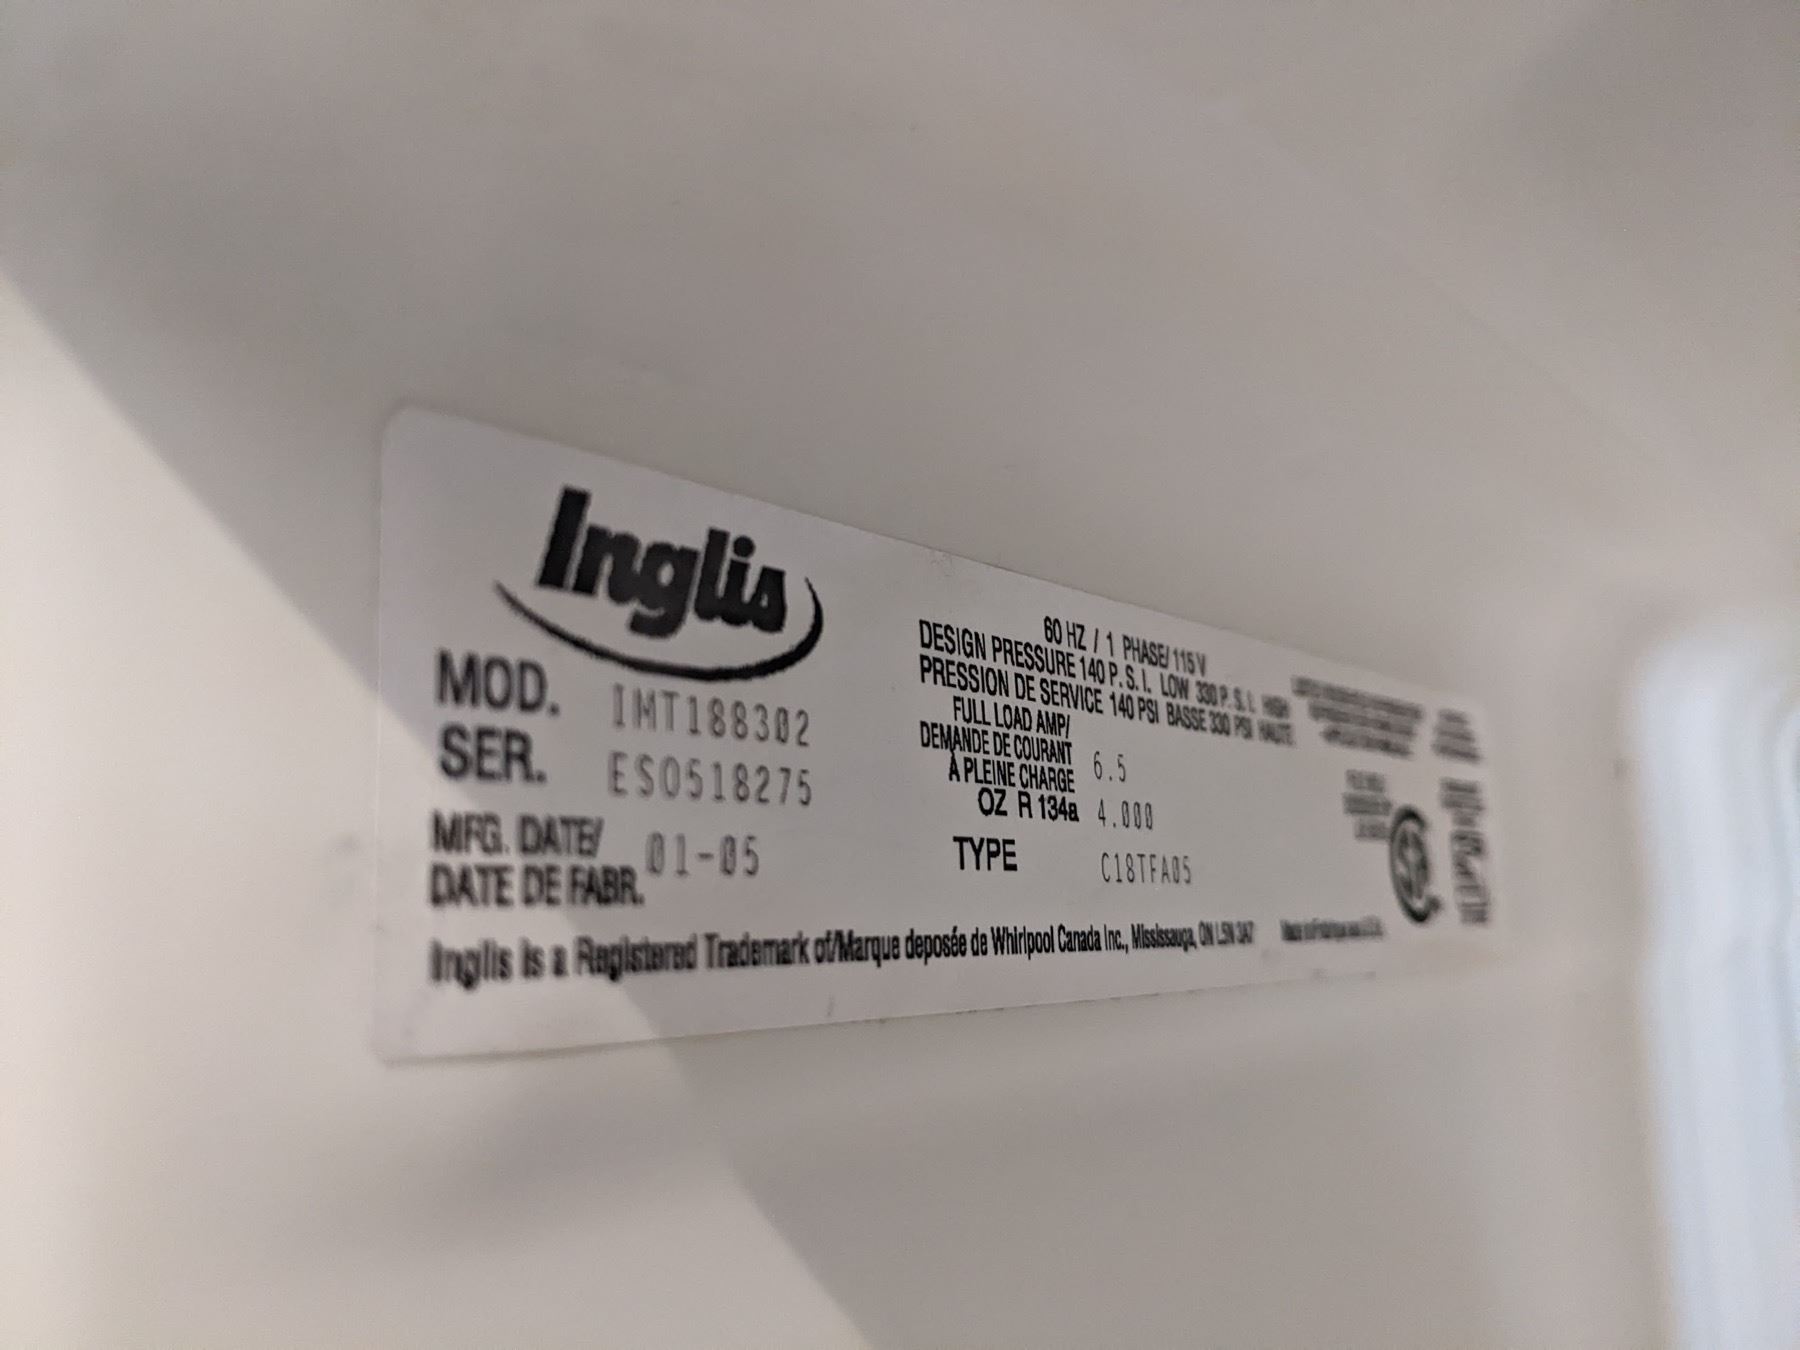 Inglis
MOD. IMT188302
SER. ES0518275
MFG. DATE/
DATE DE FABR. 01-05
60 HZ / 1 PHASE/ 115 V
DESIGN PRESSURE 140 P.S.I. LOW 330 P.S.I. HIGH
PRESSION DE SERVICE 140 PSI BASSE 330 PSI HAUTE
FULL LOAD AMP/
DEMANDE DE COURANT
À PLEINE CHARGE 6.5
OZ R 134a 4.000
TYPE C18TFA05
Inglis is a Registered Trademark of/Marque deposée de Whirlpool Canada Inc., Mississauga, ON L5N 3A7